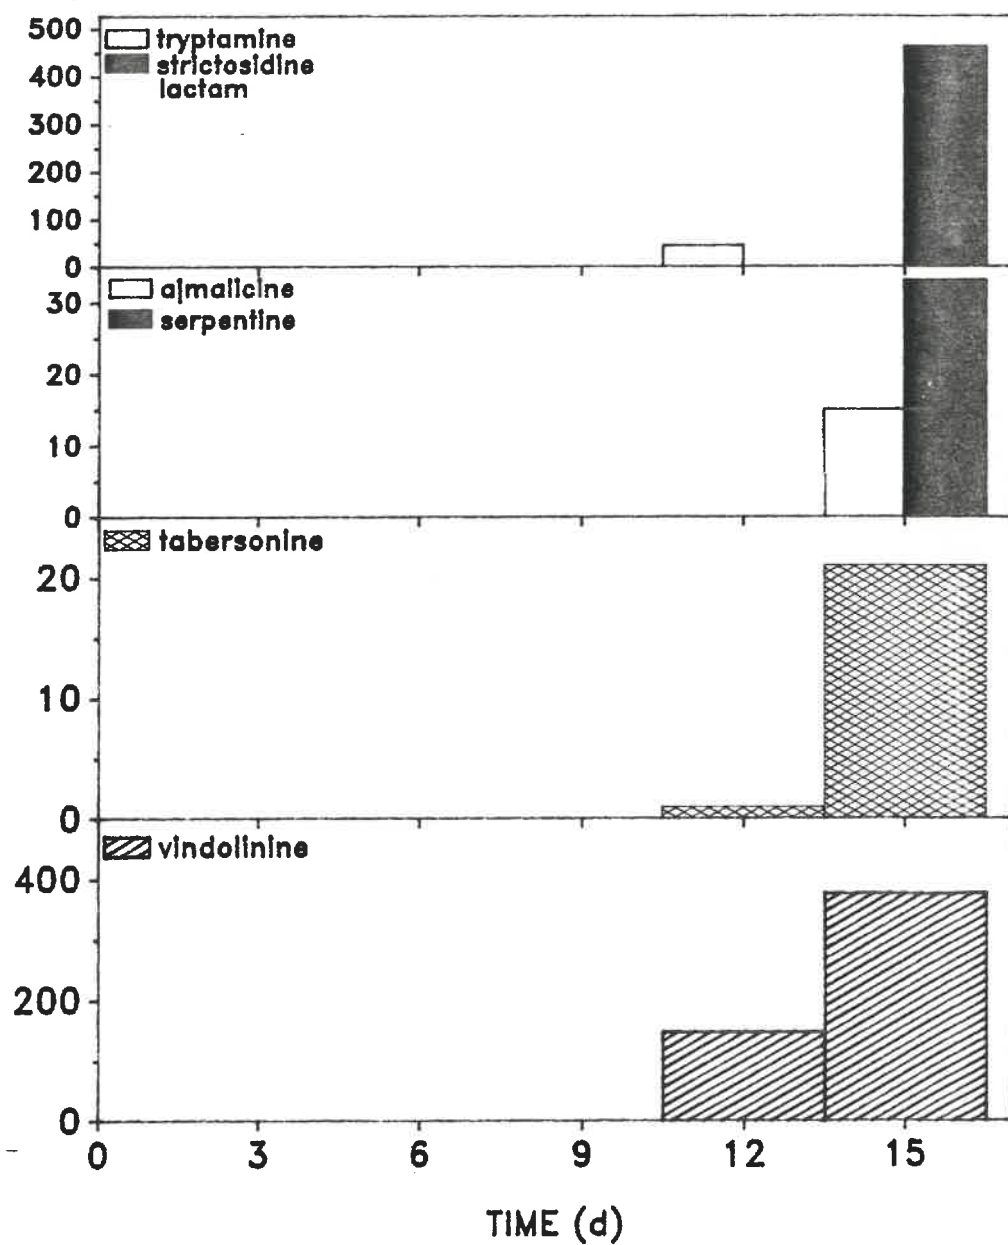 500
tryptamine
strictosidine
lactam
400
300
200
100
0
ajmalicine
30
serpentine
20
10
0
tabersonine
20
10
0
vindolinine
400
200
0
0 3 6 9 12 15
TIME (d)